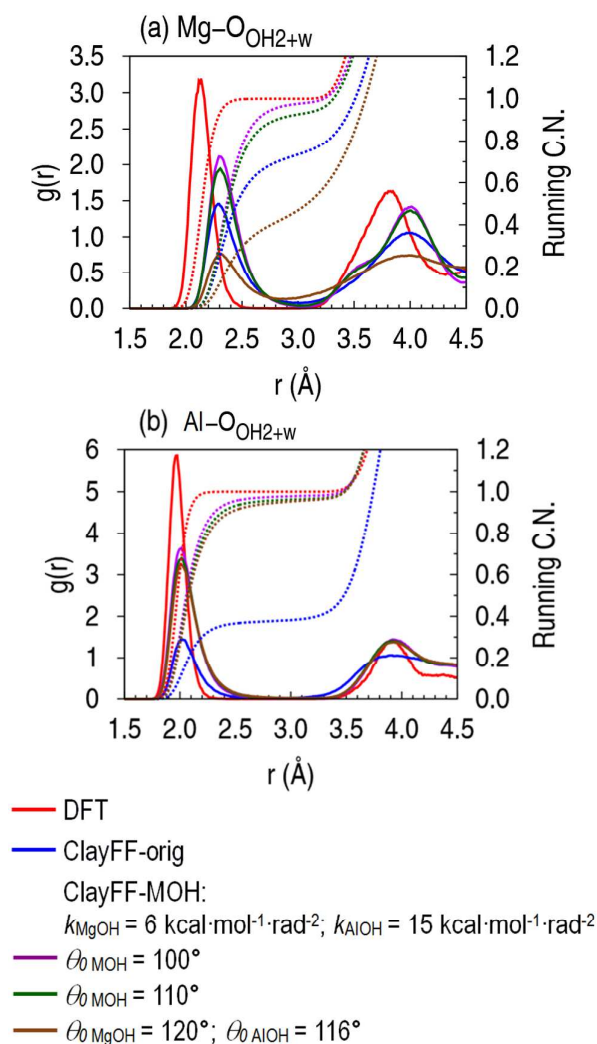 (a) Mg–O_OH2+w
3.5 1.2
3.0 1.0
2.5 0.8
2.0
1.5 0.6
1.0 0.4
0.5 0.2
0.0 0.0
g(r)
Running C.N.
1.5 2.0 2.5 3.0 3.5 4.0 4.5
r (Å)
(b) Al–O_OH2+w
6 1.2
5 1.0
4 0.8
3 0.6
2 0.4
1 0.2
0 0.0
g(r)
Running C.N.
1.5 2.0 2.5 3.0 3.5 4.0 4.5
r (Å)
DFT
ClayFF-orig
ClayFF-MOH:
k_MgOH = 6 kcal·mol⁻¹·rad⁻²; k_AlOH = 15 kcal·mol⁻¹·rad⁻²
θ₀ MOH = 100°
θ₀ MOH = 110°
θ₀ MgOH = 120°; θ₀ AlOH = 116°